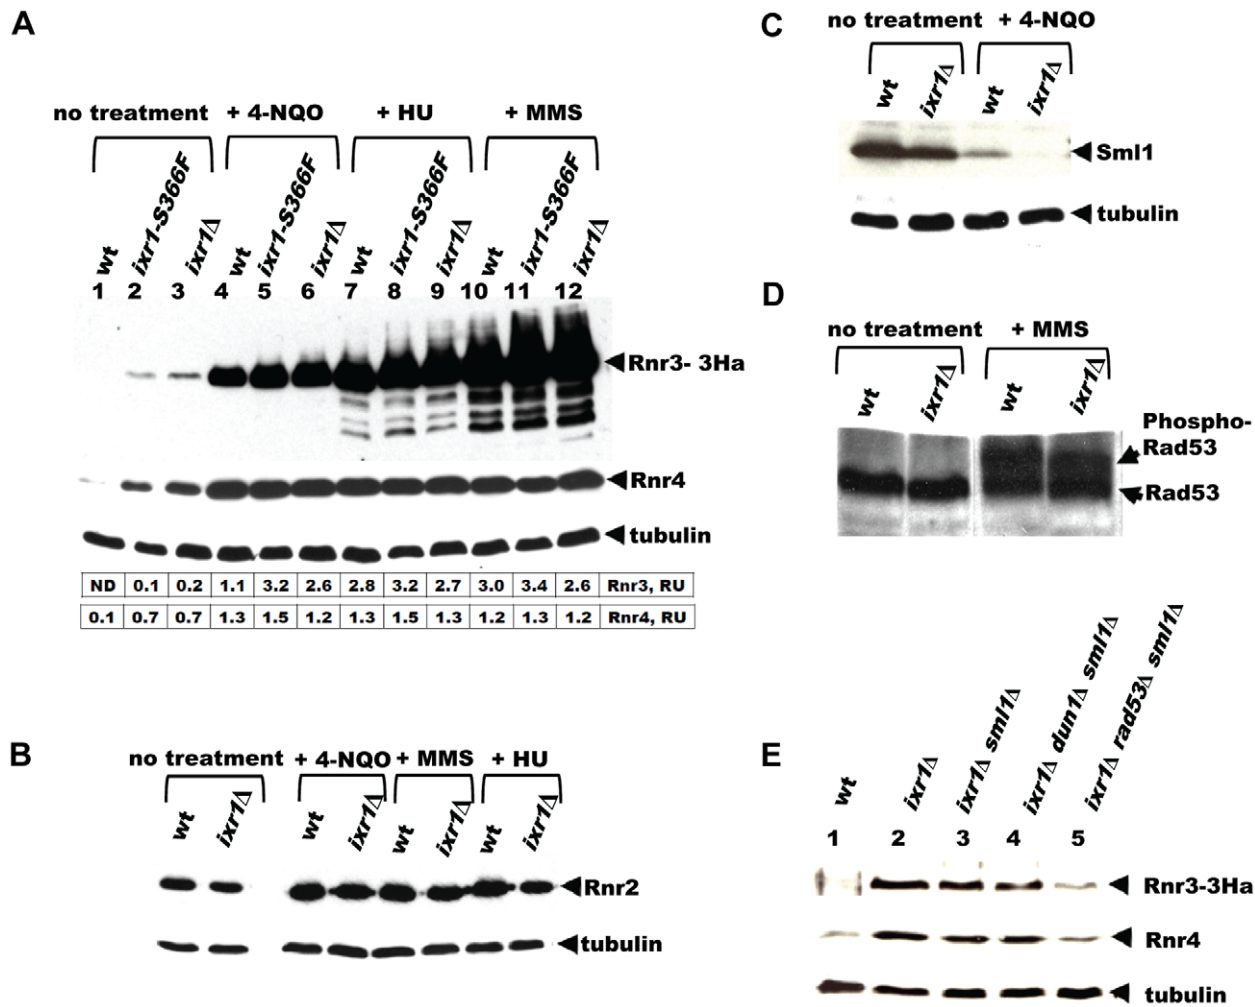 A
no treatment + 4-NQO + HU + MMS
wt ixr1-S366F ixr1Δ wt ixr1-S366F ixr1Δ wt ixr1-S366F ixr1Δ wt ixr1-S366F ixr1Δ
1 2 3 4 5 6 7 8 9 10 11 12
Rnr3- 3Ha
Rnr4
tubulin
ND 0.1 0.2 1.1 3.2 2.6 2.8 3.2 2.7 3.0 3.4 2.6 Rnr3, RU
0.1 0.7 0.7 1.3 1.5 1.2 1.3 1.5 1.3 1.2 1.3 1.2 Rnr4, RU
B
no treatment + 4-NQO + MMS + HU
wt ixr1Δ wt ixr1Δ wt ixr1Δ wt ixr1Δ
Rnr2
tubulin
C
no treatment + 4-NQO
wt ixr1Δ wt ixr1Δ
Sml1
tubulin
D
no treatment + MMS
wt ixr1Δ wt ixr1Δ
Phospho-
Rad53
Rad53
E
wt ixr1Δ ixr1Δ sml1Δ ixr1Δ dun1Δ sml1Δ ixr1Δ rad53Δ sml1Δ
1 2 3 4 5
Rnr3-3Ha
Rnr4
tubulin